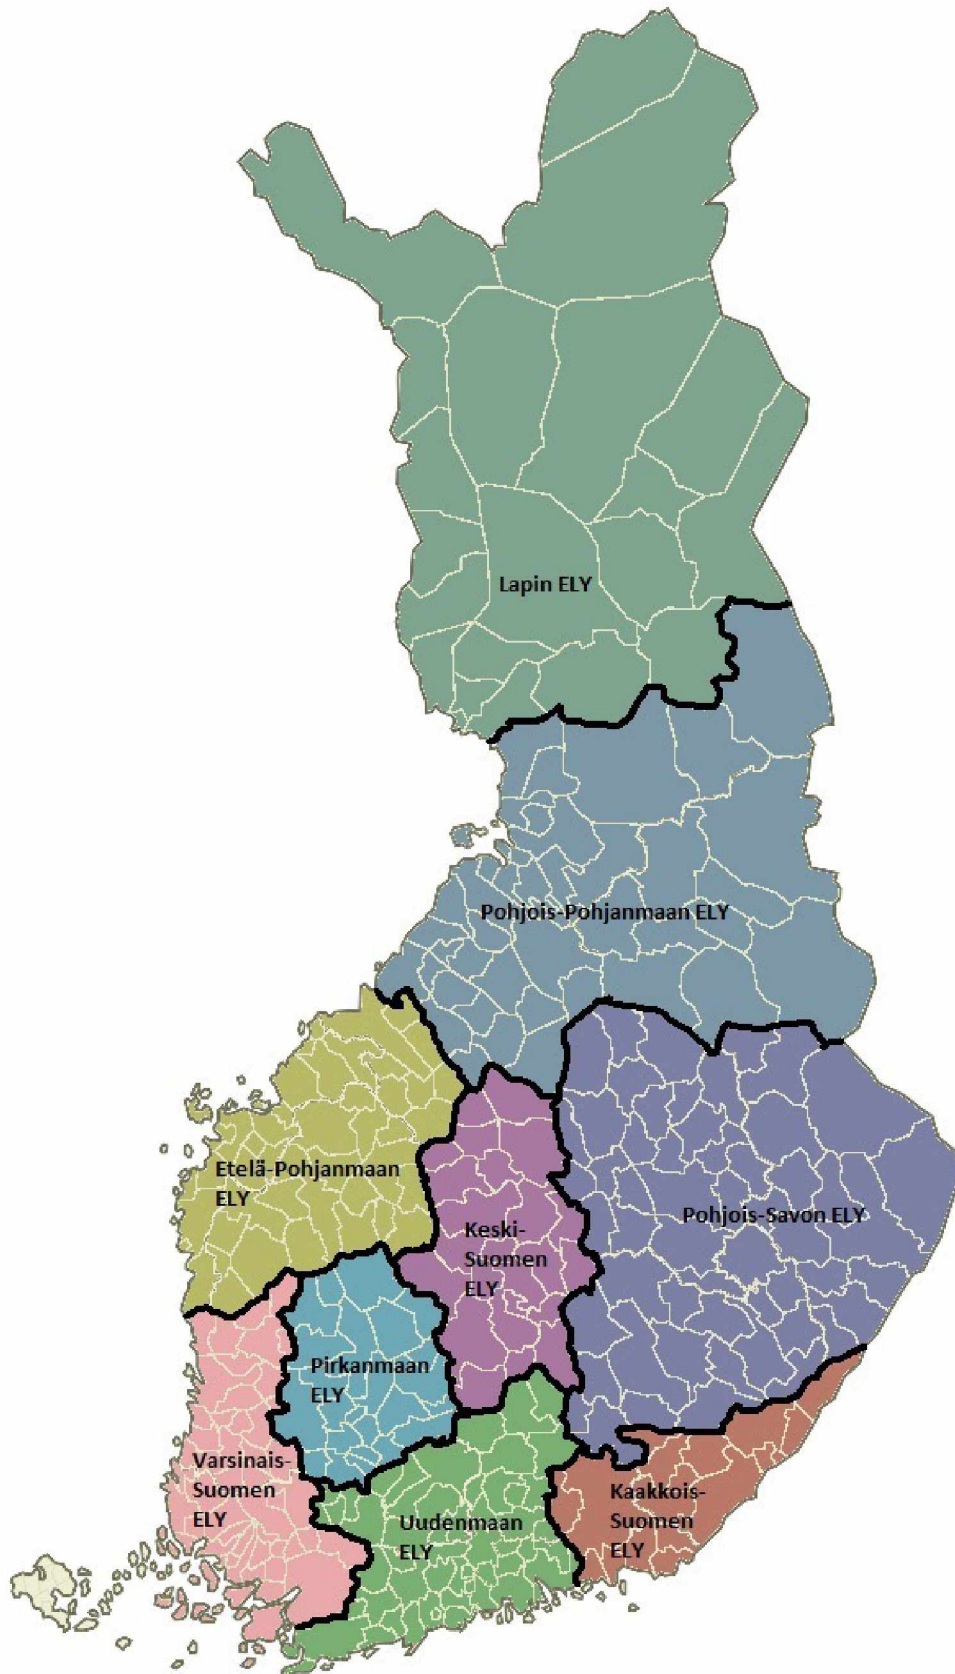 Lapin ELY
Pohjois-Pohjanmaan ELY
Etelä-Pohjanmaan
ELY
Keski-
Suomen
ELY
Pohjois-Savon ELY
Pirkanmaan
ELY
Varsinais-
Suomen
ELY
Uudenmaan
ELY
Kaakkois-
Suomen
ELY